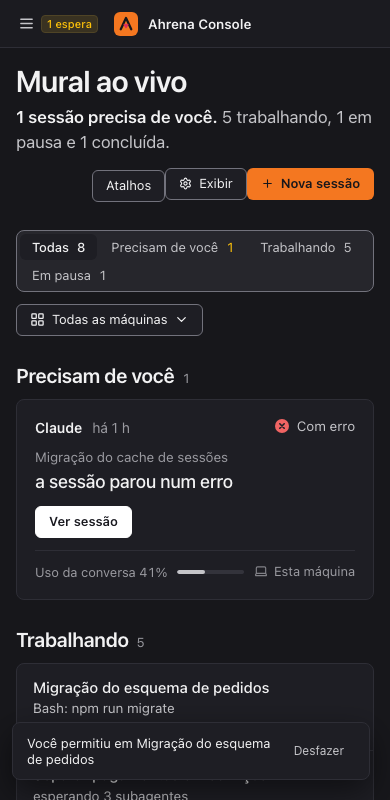 1 espera
Ahrena Console
Mural ao vivo
1 sessão precisa de você. 5 trabalhando, 1 em
pausa e 1 concluída.
Atalhos
Exibir
Nova sessão
Todas 8
Precisam de você 1
Trabalhando 5
Em pausa 1
Todas as máquinas
Precisam de você 1
Claude há 1 h
Com erro
Migração do cache de sessões
a sessão parou num erro
Ver sessão
Uso da conversa 41%
Esta máquina
Trabalhando 5
Migração do esquema de pedidos
Bash: npm run migrate
Você permitiu em Migração do esquema
de pedidos
Desfazer
esperando 3 subagentes